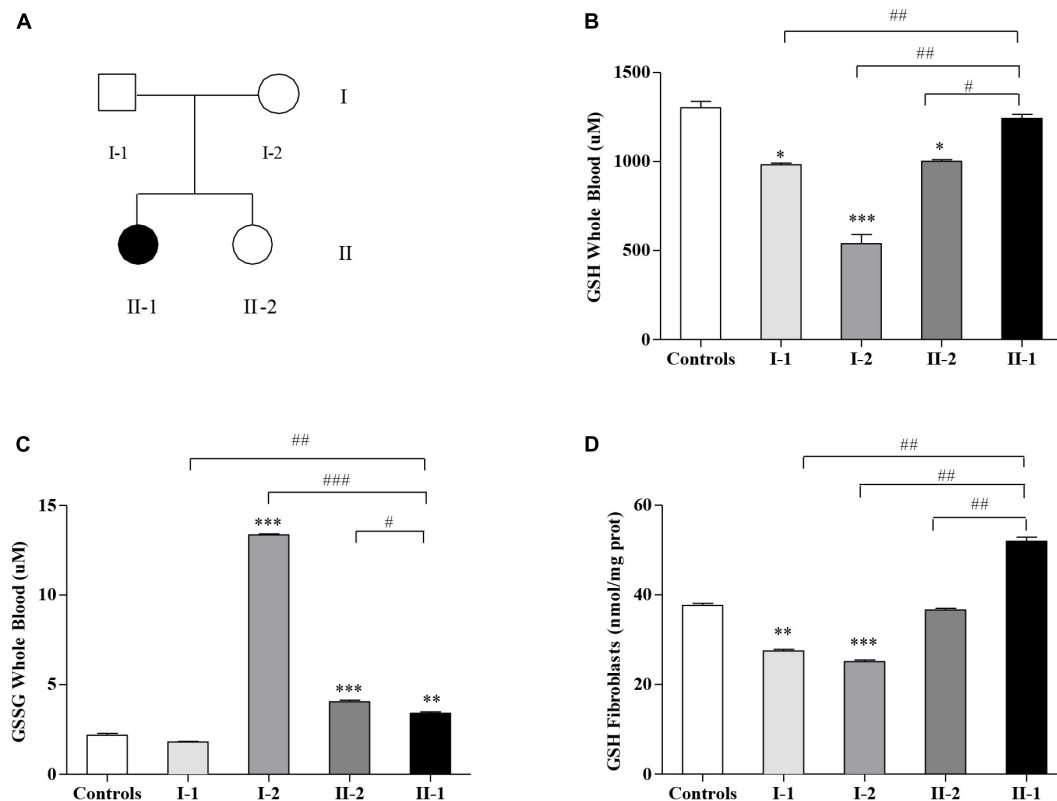 A
I
I-1 I-2
II
II-1 II-2
B
##
##
#
GSH Whole Blood (uM)
1500
1000
500
0
*
***
*
Controls I-1 I-2 II-2 II-1
C
##
###
#
GSSG Whole Blood (uM)
15
10
5
0
***
***
**
Controls I-1 I-2 II-2 II-1
D
##
##
##
GSH Fibroblasts (nmol/mg prot)
60
40
20
0
**
***
Controls I-1 I-2 II-2 II-1